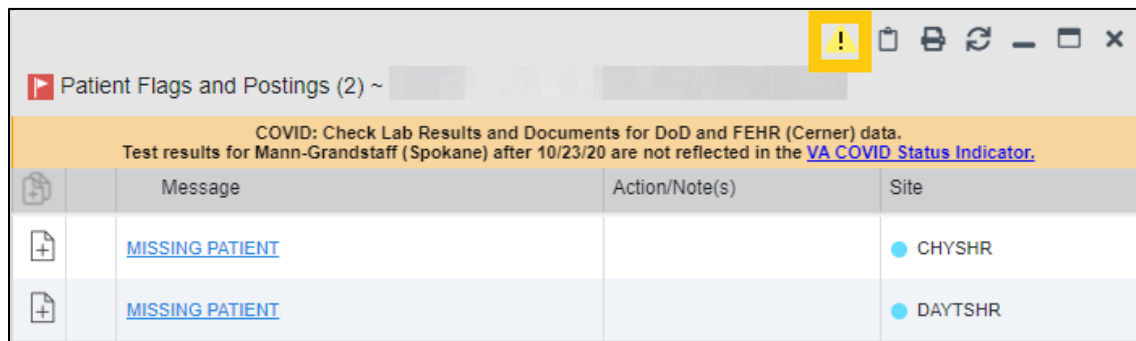 Patient Flags and Postings (2) ~
COVID: Check Lab Results and Documents for DoD and FEHR (Cerner) data.
Test results for Mann-Grandstaff (Spokane) after 10/23/20 are not reflected in the VA COVID Status Indicator.
Message Action/Note(s) Site
MISSING PATIENT CHYSHR
MISSING PATIENT DAYTSHR